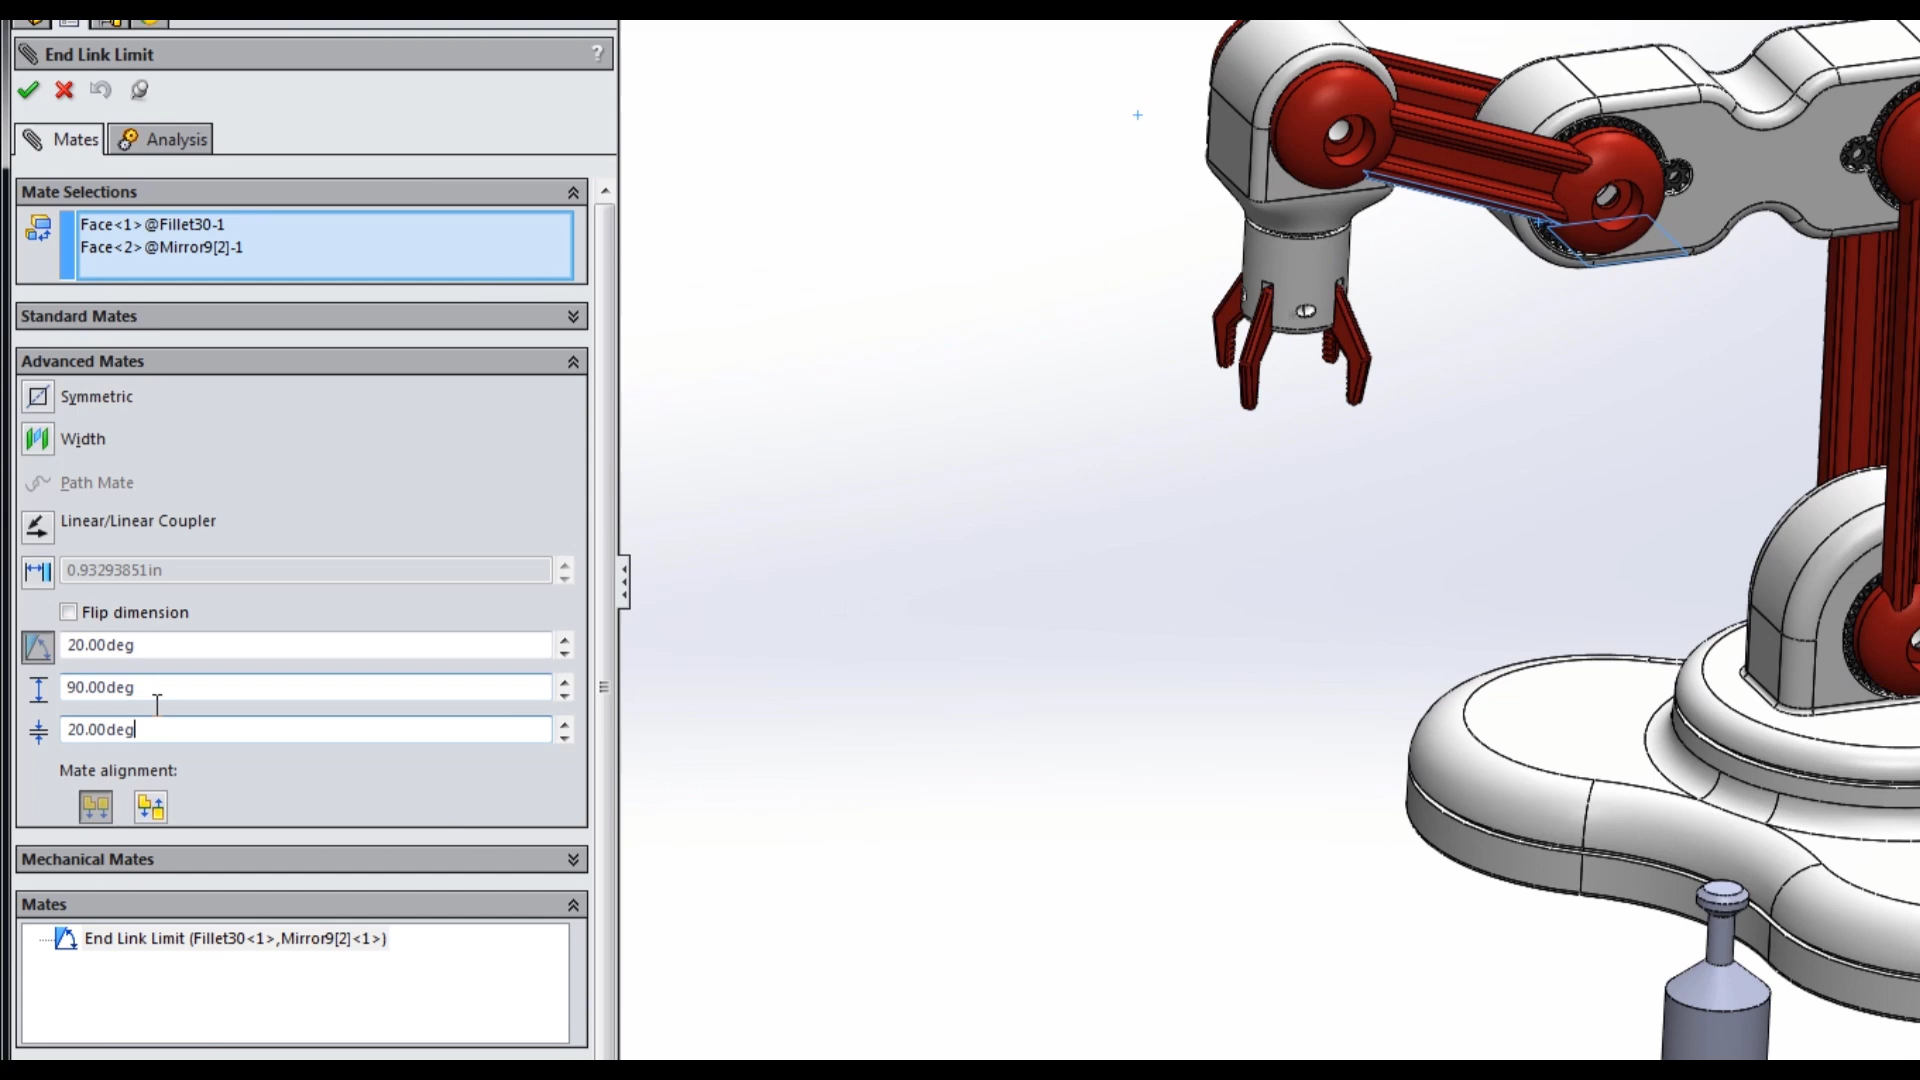 End Link Limit
?
Mates
Analysis
Mate Selections
Face<1>@Fillet30-1
Face<2>@Mirror9[2]-1
Standard Mates
Advanced Mates
Symmetric
Width
Path Mate
Linear/Linear Coupler
0.93293851in
Flip dimension
20.00deg
90.00deg
20.00deg
Mate alignment:
Mechanical Mates
Mates
End Link Limit (Fillet30<1>,Mirror9[2]<1>)